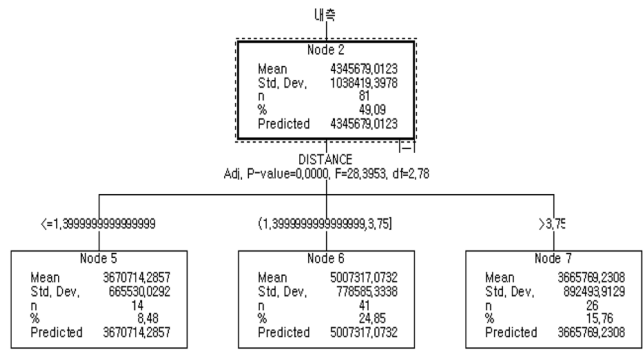 내측
Node 2
Mean 4345679,0123
Std, Dev, 1038419,3978
n 81
% 49,09
Predicted 4345679,0123
DISTANCE
Adj, P-value=0,0000, F=28,3953, df=2,78
<=1,3999999999999999
(1,3999999999999999,3,75]
>3,75
Node 5
Mean 3670714,2857
Std, Dev, 665530,0292
n 14
% 8,48
Predicted 3670714,2857
Node 6
Mean 5007317,0732
Std, Dev, 778585,3338
n 41
% 24,85
Predicted 5007317,0732
Node 7
Mean 3665769,2308
Std, Dev, 892493,9129
n 26
% 15,76
Predicted 3665769,2308